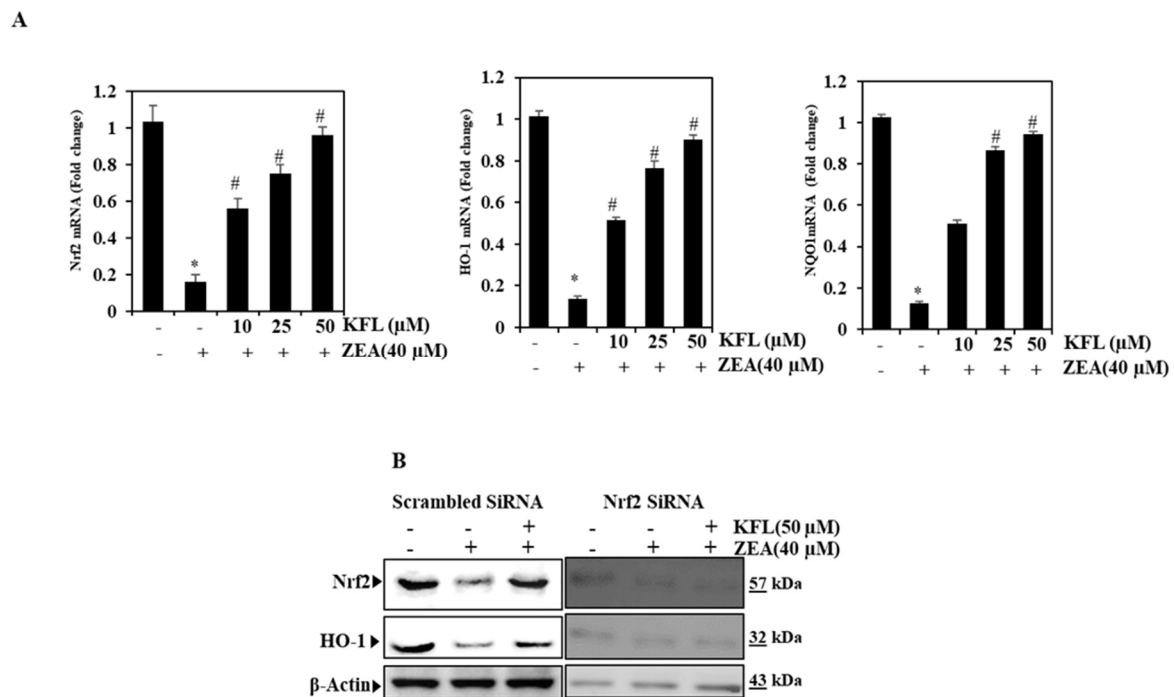 A
Nrf2 mRNA (Fold change)
1.2
1
0.8
0.6
0.4
0.2
0
- - 10 25 50 KFL (µM)
- + + + + ZEA(40 µM)
* # # #
HO-1 mRNA (Fold change)
1.2
1
0.8
0.6
0.4
0.2
0
- - 10 25 50 KFL (µM)
- + + + + ZEA(40 µM)
* # # #
NQO1mRNA (Fold change)
1.2
1
0.8
0.6
0.4
0.2
0
- - 10 25 50 KFL (µM)
- + + + + ZEA(40 µM)
* # #
B
Scrambled SiRNA Nrf2 SiRNA
- - + - - + KFL(50 µM)
- + + - + + ZEA(40 µM)
Nrf2 57 kDa
HO-1 32 kDa
β-Actin 43 kDa